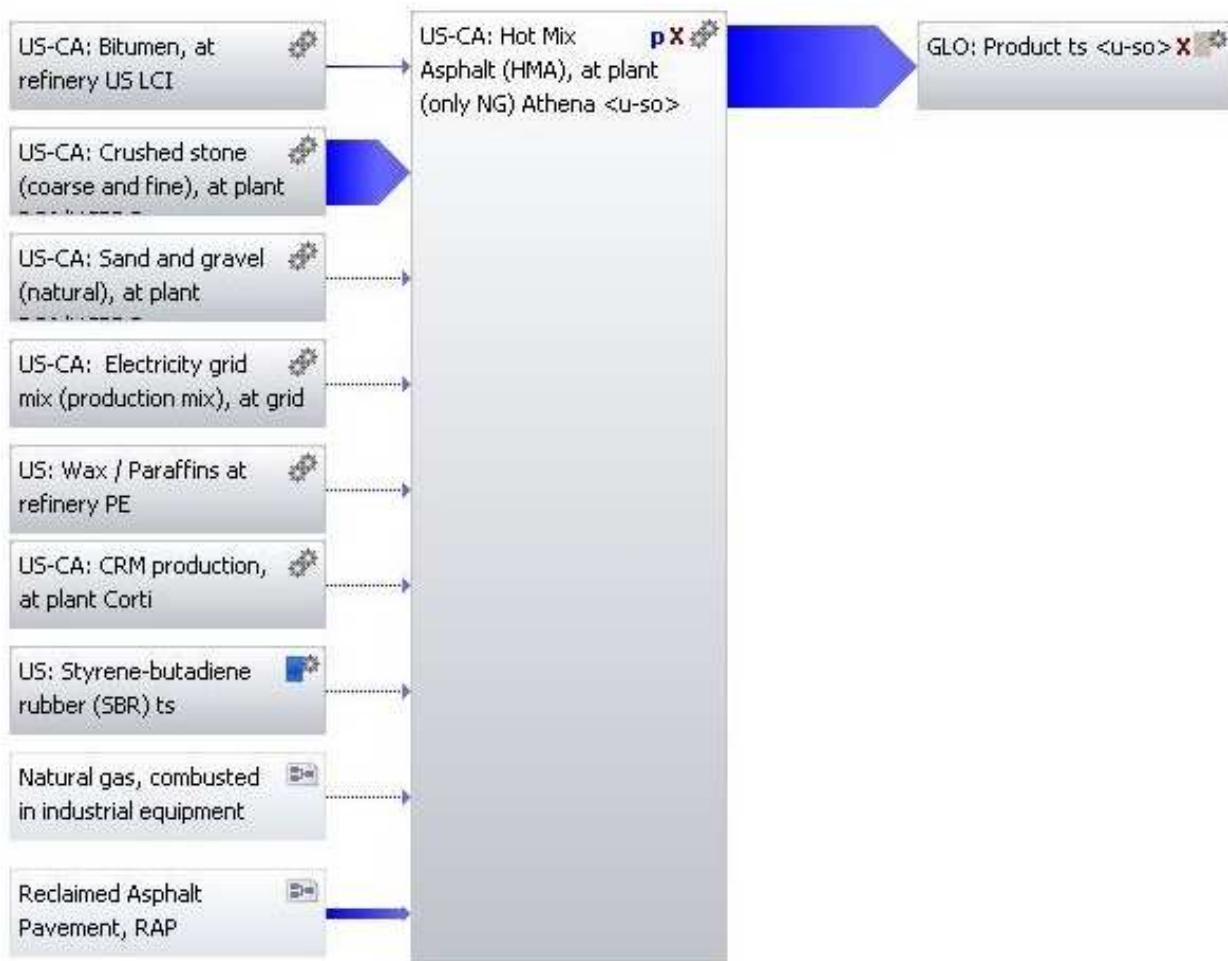 US-CA: Bitumen, at
refinery US LCI
US-CA: Crushed stone
(coarse and fine), at plant
US-CA: Sand and gravel
(natural), at plant
US-CA: Electricity grid
mix (production mix), at grid
US: Wax / Paraffins at
refinery PE
US-CA: CRM production,
at plant Corti
US: Styrene-butadiene
rubber (SBR) ts
Natural gas, combusted
in industrial equipment
Reclaimed Asphalt
Pavement, RAP
US-CA: Hot Mix p X
Asphalt (HMA), at plant
(only NG) Athena <u-so>
GLO: Product ts <u-so> X